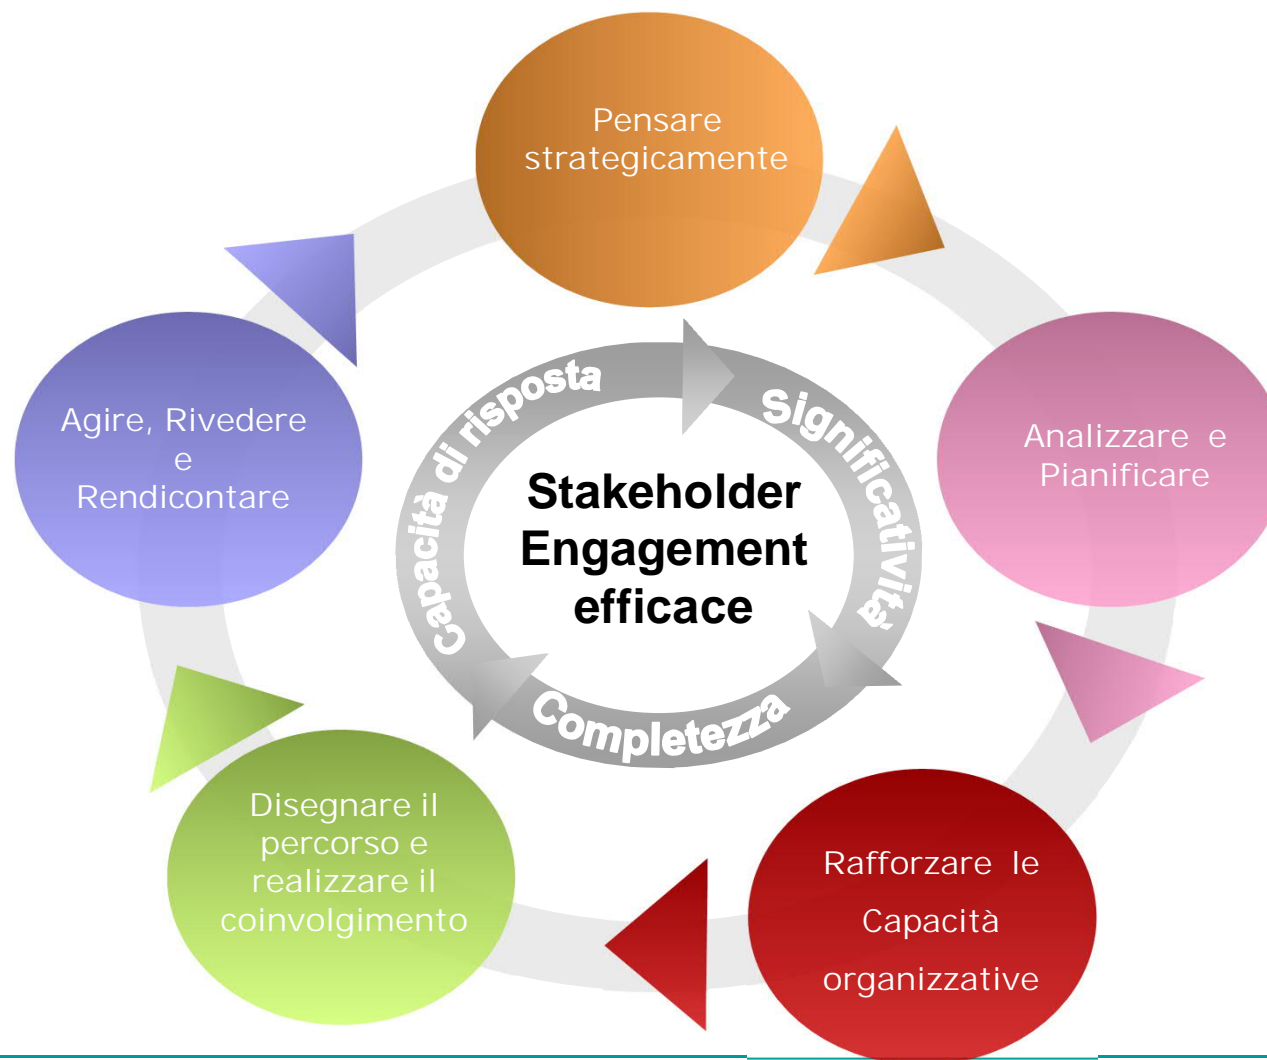 Pensare
strategicamente
Analizzare e
Pianificare
Rafforzare le
Capacità
organizzative
Disegnare il
percorso e
realizzare il
coinvolgimento
Agire, Rivedere
e
Rendicontare
Significatività
Completezza
Capacità di risposta
Stakeholder
Engagement
efficace